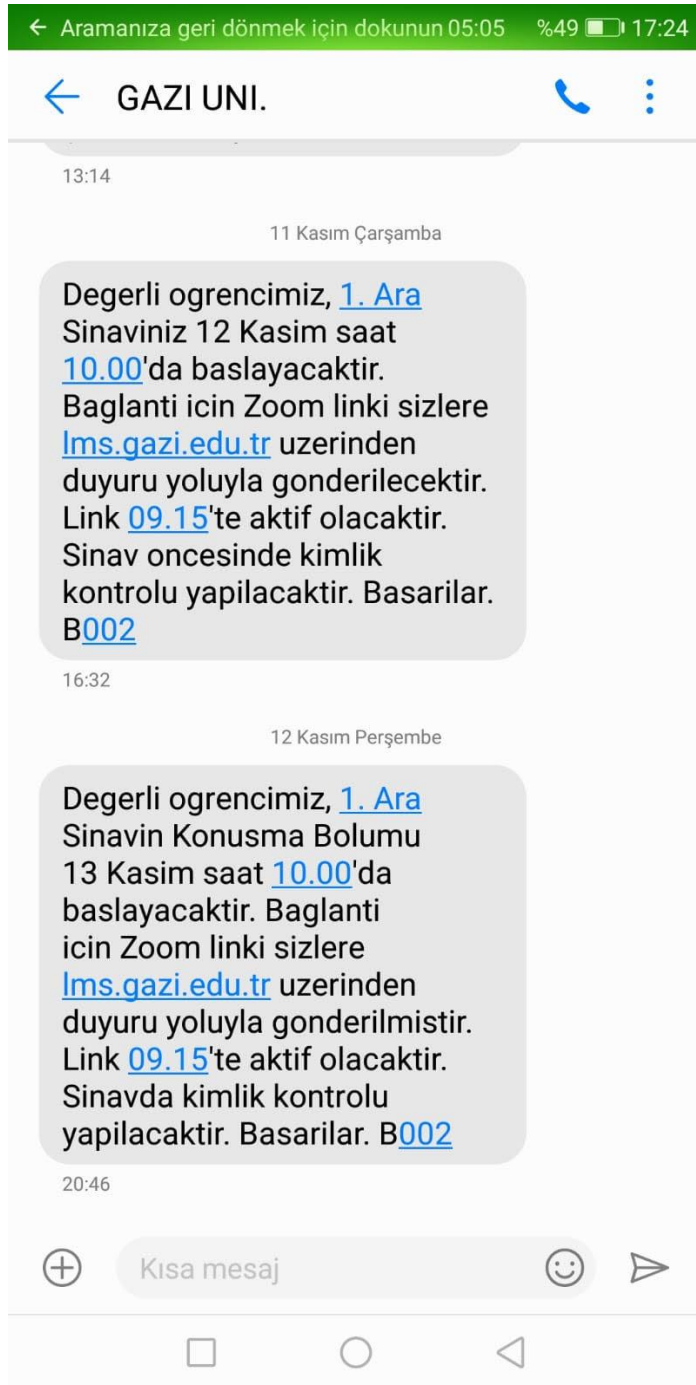 ← Aramanıza geri dönmek için dokunun 05:05 %49 17:24
GAZI UNI.
13:14
11 Kasım Çarşamba
Degerli ogrencimiz, 1. Ara
Sinaviniz 12 Kasim saat
10.00'da baslayacaktir.
Baglanti icin Zoom linki sizlere
lms.gazi.edu.tr uzerinden
duyuru yoluyla gonderilecektir.
Link 09.15'te aktif olacaktir.
Sinav oncesinde kimlik
kontrolu yapilacaktir. Basarilar.
B002
16:32
12 Kasım Perşembe
Degerli ogrencimiz, 1. Ara
Sinavin Konusma Bolumu
13 Kasim saat 10.00'da
baslayacaktir. Baglanti
icin Zoom linki sizlere
lms.gazi.edu.tr uzerinden
duyuru yoluyla gonderilmistir.
Link 09.15'te aktif olacaktir.
Sinavda kimlik kontrolu
yapilacaktir. Basarilar. B002
20:46
Kısa mesaj